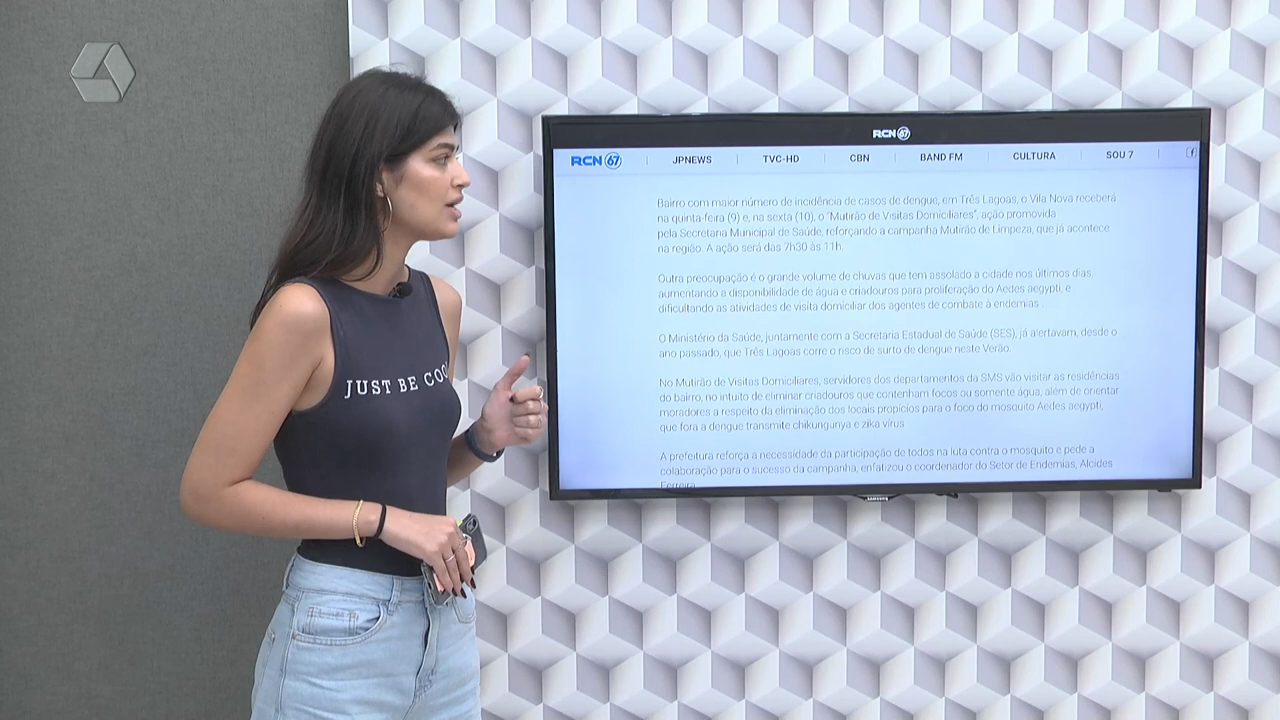 RCN 67
RCN 67 JPNEWS TVC-HD CBN BAND FM CULTURA SOU 7 f
Bairro com maior número de incidência de casos de dengue, em Três Lagoas, o Vila Nova receberá
na quinta-feira (9) e, na sexta (10), o "Mutirão de Visitas Domiciliares", ação promovida
pela Secretaria Municipal de Saúde, reforçando a campanha Mutirão de Limpeza, que já acontece
na região. A ação será das 7h30 às 11h.
Outra preocupação é o grande volume de chuvas que tem assolado a cidade nos últimos dias,
aumentando a disponibilidade de água e criadouros para proliferação do Aedes aegypti, e
dificultando as atividades de visita domiciliar dos agentes de combate à endemias .
O Ministério da Saúde, juntamente com a Secretaria Estadual de Saúde (SES), já alertavam, desde o
ano passado, que Três Lagoas corre o risco de surto de dengue neste Verão.
No Mutirão de Visitas Domiciliares, servidores dos departamentos da SMS vão visitar as residências
do bairro, no intuito de eliminar criadouros que contenham focos ou somente água, além de orientar
moradores a respeito da eliminação dos locais propícios para o foco do mosquito Aedes aegypti,
que fora a dengue transmite chikungunya e zika vírus
A prefeitura reforça a necessidade da participação de todos na luta contra o mosquito e pede a
colaboração para o sucesso da campanha, enfatizou o coordenador do Setor de Endemias, Alcides
Ferreira
JUST BE COO
SAMSUNG